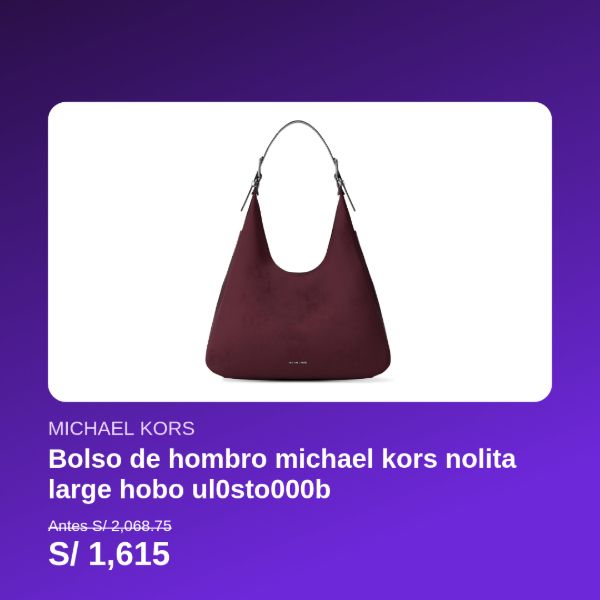 MICHAEL KORS
Bolso de hombro michael kors nolita
large hobo ul0sto000b
Antes S/ 2,068.75
S/ 1,615